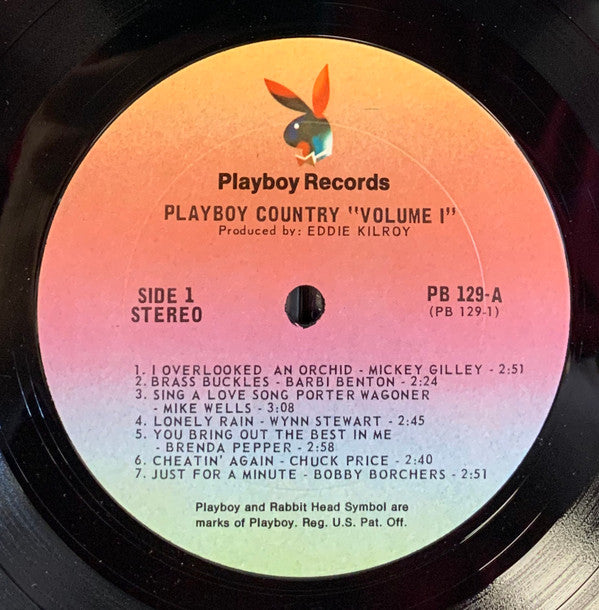 Playboy Records
PLAYBOY COUNTRY "VOLUME I"
Produced by: EDDIE KILROY
SIDE 1
STEREO
PB 129-A
(PB 129-1)
1. I OVERLOOKED AN ORCHID - MICKEY GILLEY - 2:51
2. BRASS BUCKLES - BARBI BENTON - 2:24
3. SING A LOVE SONG PORTER WAGONER
- MIKE WELLS - 3:08
4. LONELY RAIN - WYNN STEWART - 2:45
5. YOU BRING OUT THE BEST IN ME
- BRENDA PEPPER - 2:58
6. CHEATIN' AGAIN - CHUCK PRICE - 2:40
7. JUST FOR A MINUTE - BOBBY BORCHERS - 2:51
Playboy and Rabbit Head Symbol are
marks of Playboy. Reg. U.S. Pat. Off.